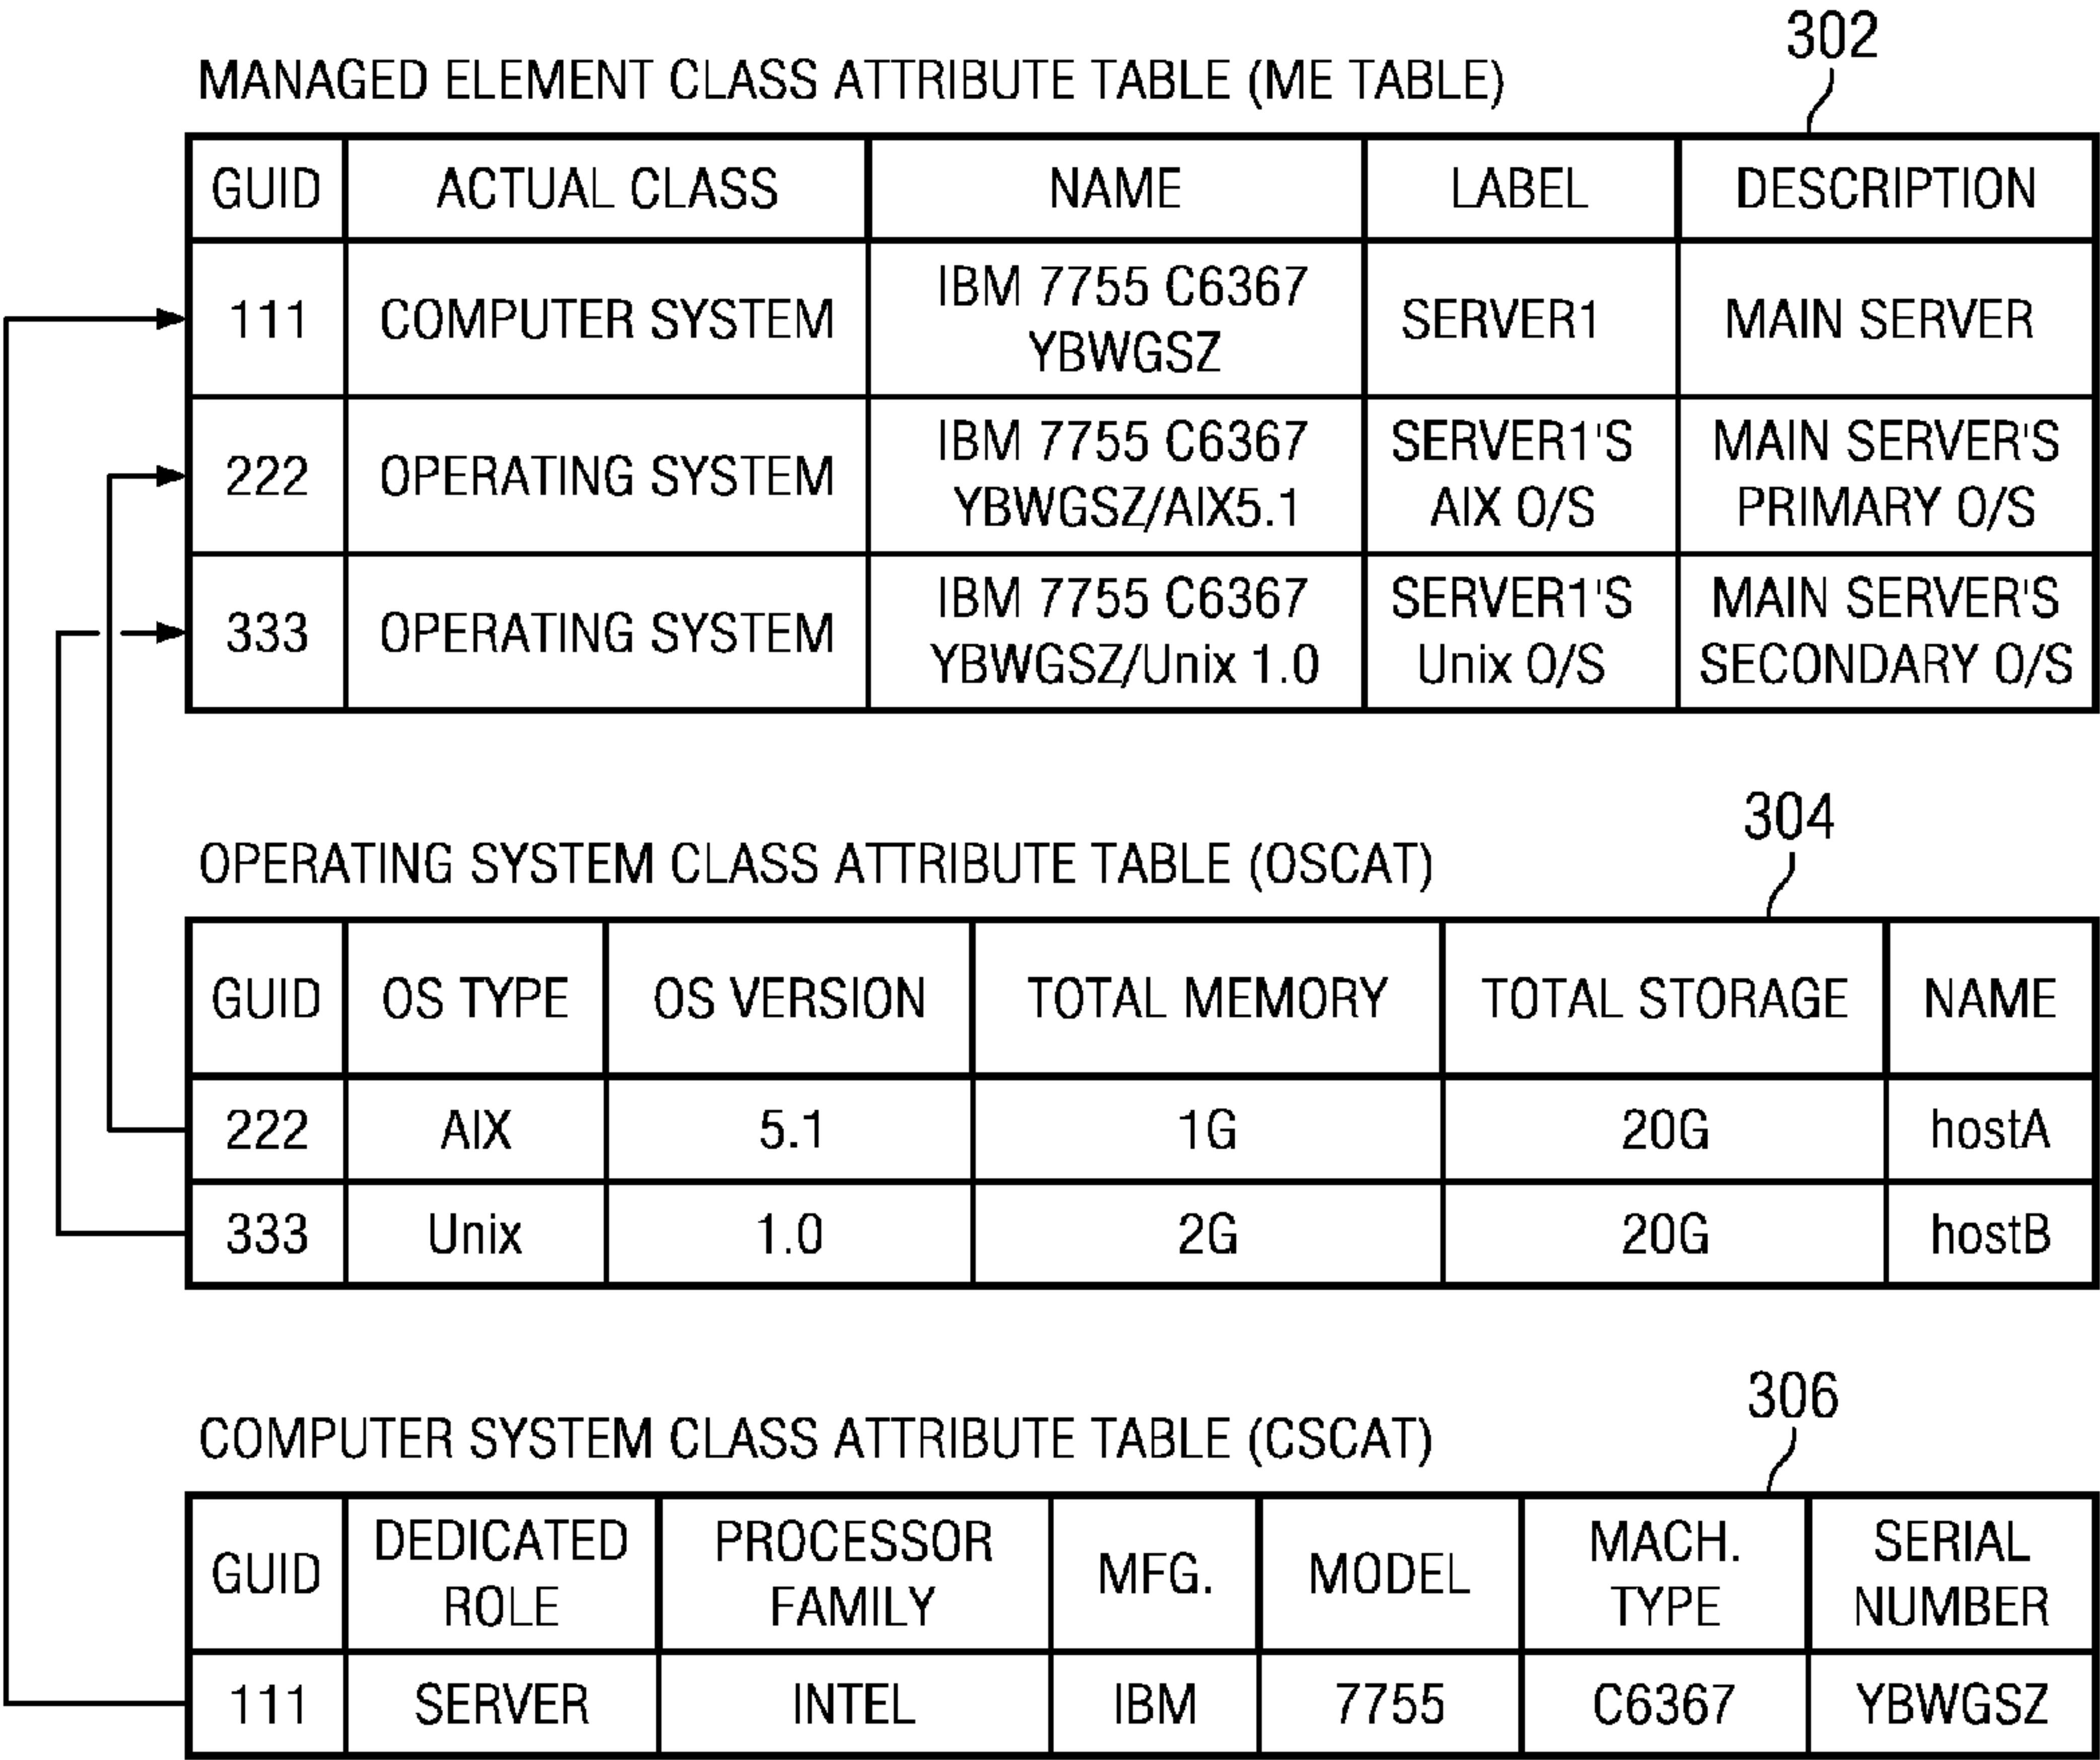 302
MANAGED ELEMENT CLASS ATTRIBUTE TABLE (ME TABLE)
GUID ACTUAL CLASS NAME LABEL DESCRIPTION
111 COMPUTER SYSTEM IBM 7755 C6367 YBWGSZ SERVER1 MAIN SERVER
222 OPERATING SYSTEM IBM 7755 C6367 YBWGSZ/AIX5.1 SERVER1'S AIX O/S MAIN SERVER'S PRIMARY O/S
333 OPERATING SYSTEM IBM 7755 C6367 YBWGSZ/Unix 1.0 SERVER1'S Unix O/S MAIN SERVER'S SECONDARY O/S
304
OPERATING SYSTEM CLASS ATTRIBUTE TABLE (OSCAT)
GUID OS TYPE OS VERSION TOTAL MEMORY TOTAL STORAGE NAME
222 AIX 5.1 1G 20G hostA
333 Unix 1.0 2G 20G hostB
306
COMPUTER SYSTEM CLASS ATTRIBUTE TABLE (CSCAT)
GUID DEDICATED ROLE PROCESSOR FAMILY MFG. MODEL MACH. TYPE SERIAL NUMBER
111 SERVER INTEL IBM 7755 C6367 YBWGSZ